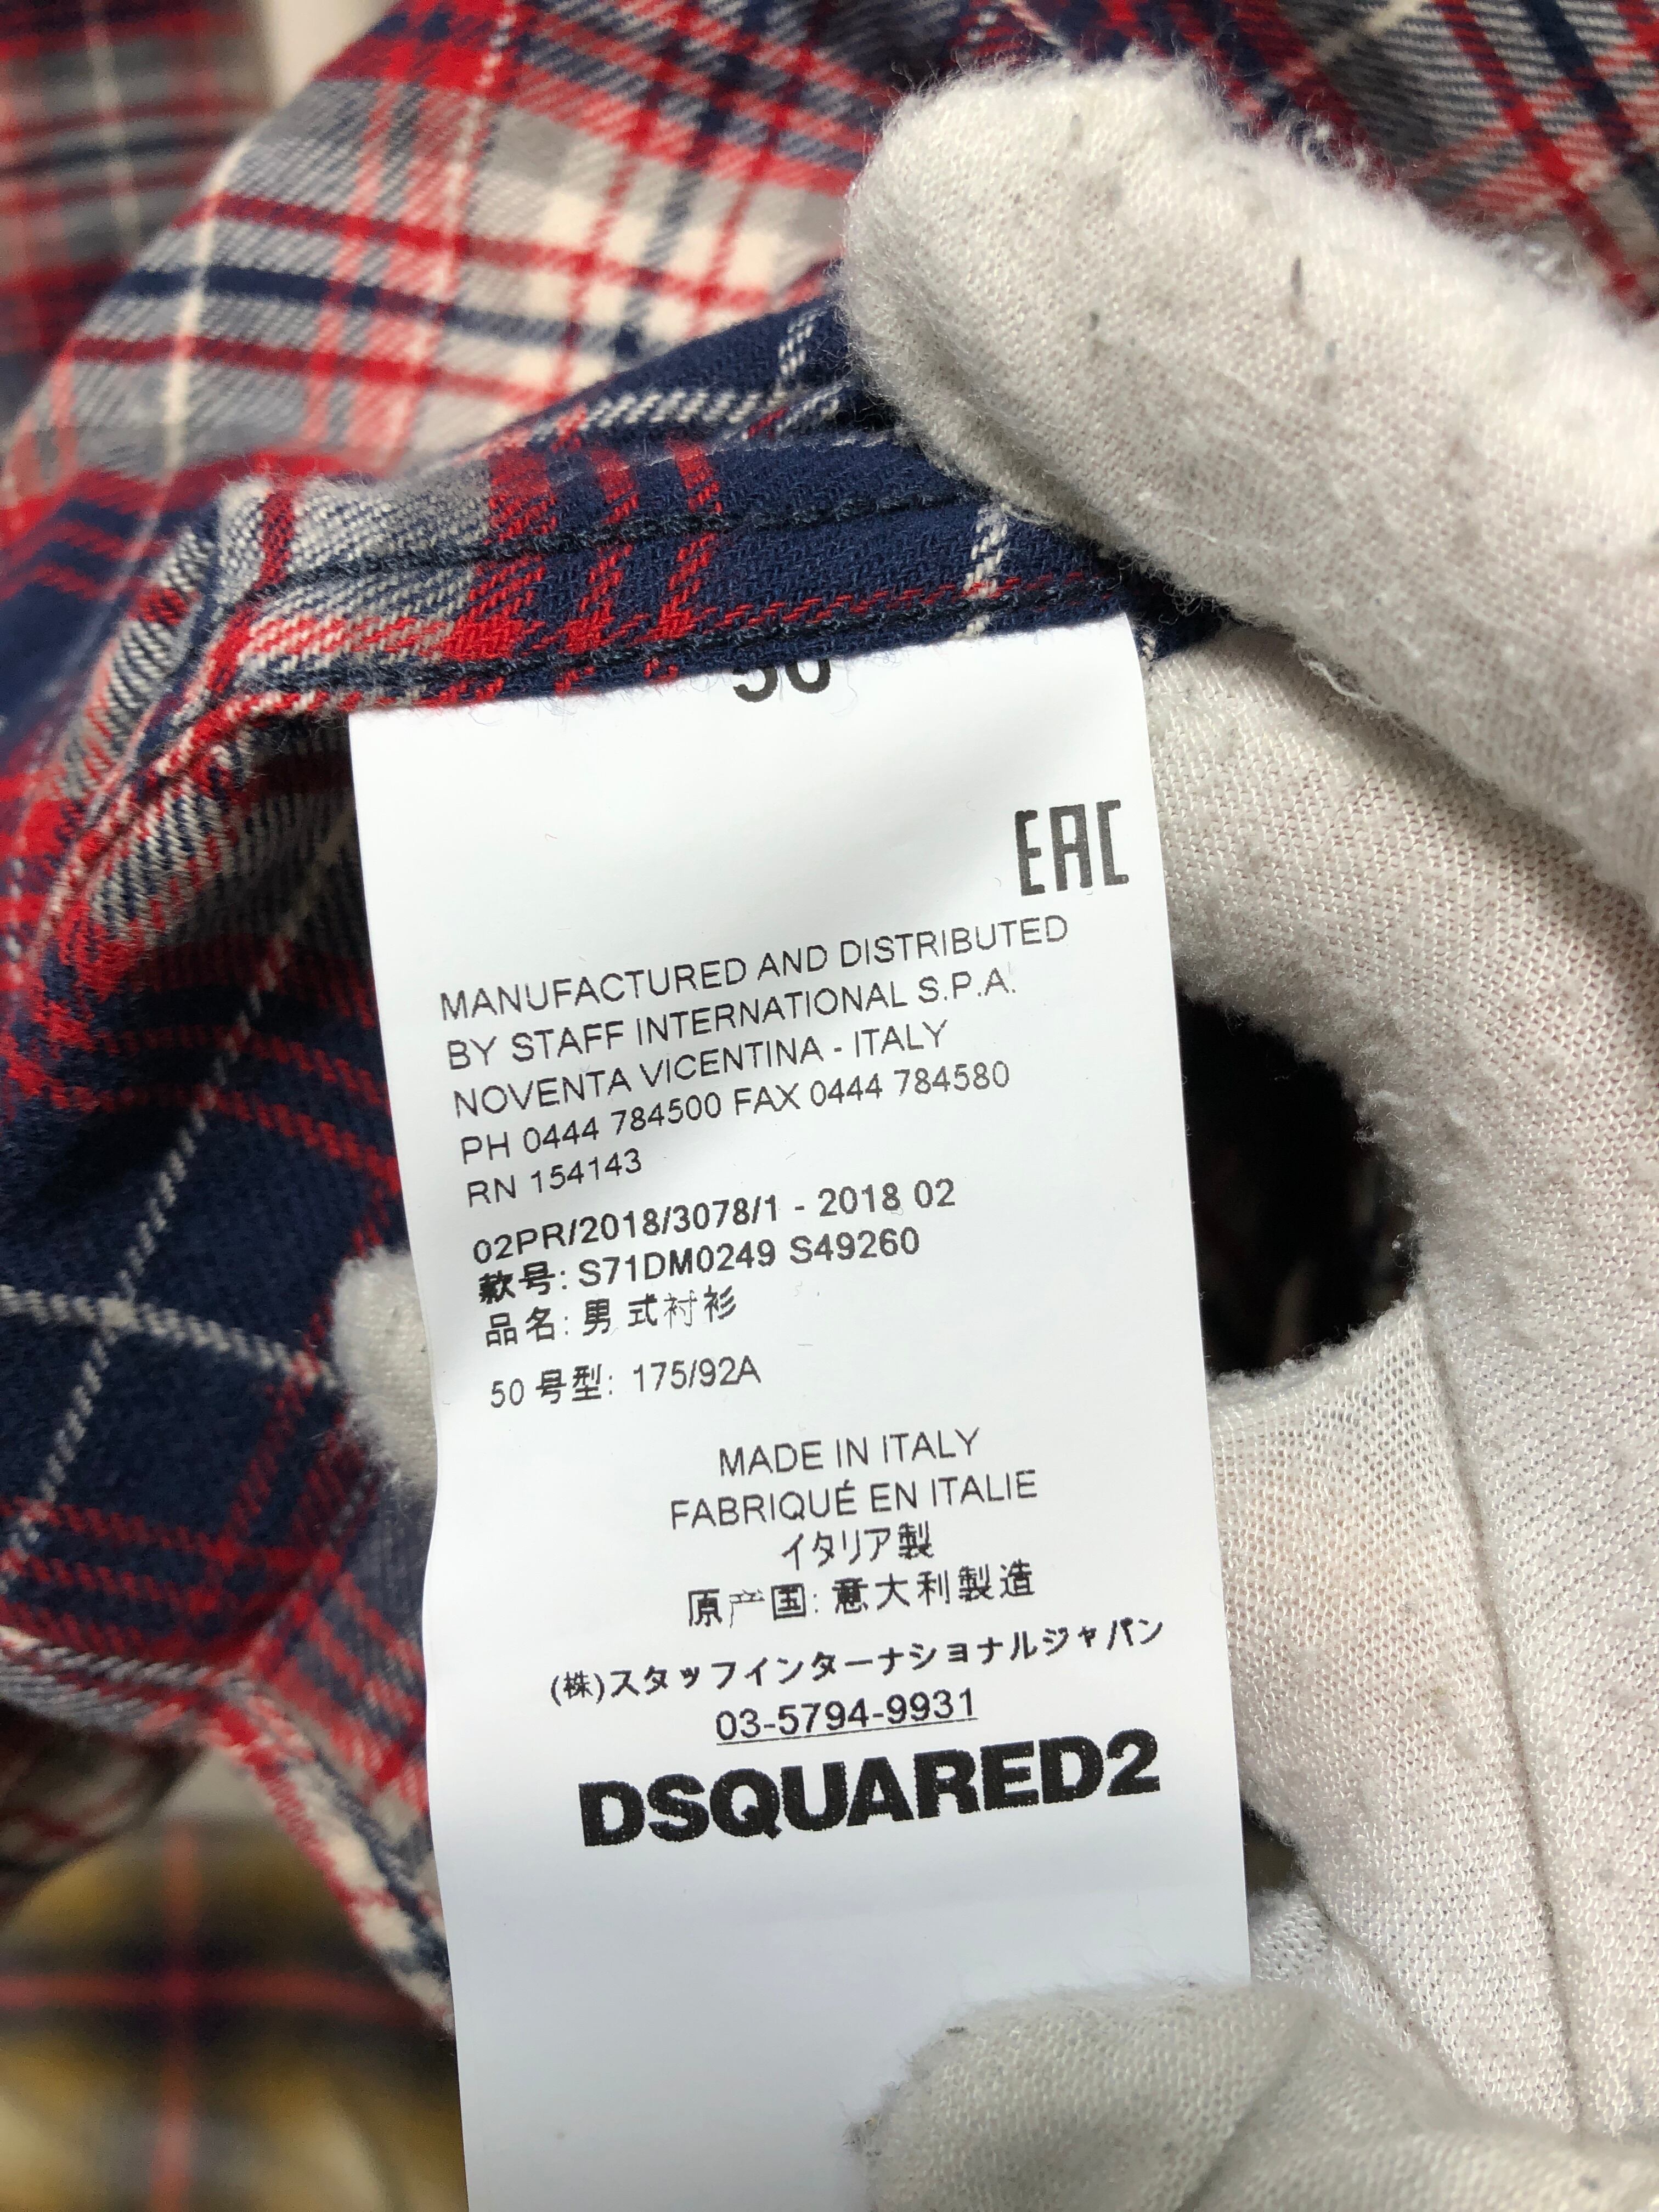 50
EAC
MANUFACTURED AND DISTRIBUTED
BY STAFF INTERNATIONAL S.P.A.
NOVENTA VICENTINA - ITALY
PH 0444 784500 FAX 0444 784580
RN 154143
02PR/2018/3078/1 - 2018 02
款号: S71DM0249 S49260
品名: 男式衬衫
50 号型: 175/92A
MADE IN ITALY
FABRIQUÉ EN ITALIE
イタリア製
原产国: 意大利製造
(株)スタッフインターナショナルジャパン
03-5794-9931
DSQUARED2